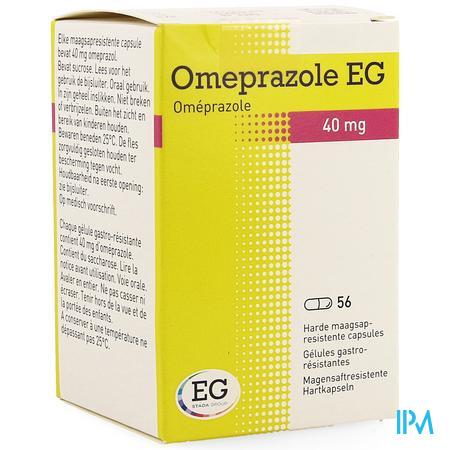 Elke maagsapresistente capsule
bevat 40 mg omeprazol.
Bevat sucrose. Lees voor het
gebruik de bijsluiter. Oraal gebruik.
In zijn geheel inslikken. Niet breken
of verbrijzelen. Buiten het zicht en
bereik van kinderen houden.
Bewaren beneden 25°C. De fles
zorgvuldig gesloten houden ter
bescherming tegen vocht.
Houdbaarheid na eerste opening:
zie bijsluiter.
Op medisch voorschrift.
Chaque gélule gastro-résistante
contient 40 mg d'oméprazole.
Contient du saccharose. Lire la
notice avant utilisation. Voie orale.
Avaler en entier. Ne pas casser ni
écraser. Tenir hors de la vue et de
la portée des enfants.
A conserver à une température ne
dépassant pas 25°C.
Omeprazole EG
Oméprazole
40 mg
56
Harde maagsap-
resistente capsules
Gélules gastro-
résistantes
Magensaftresistente
Hartkapseln
EG
STADA GROUP
IPM